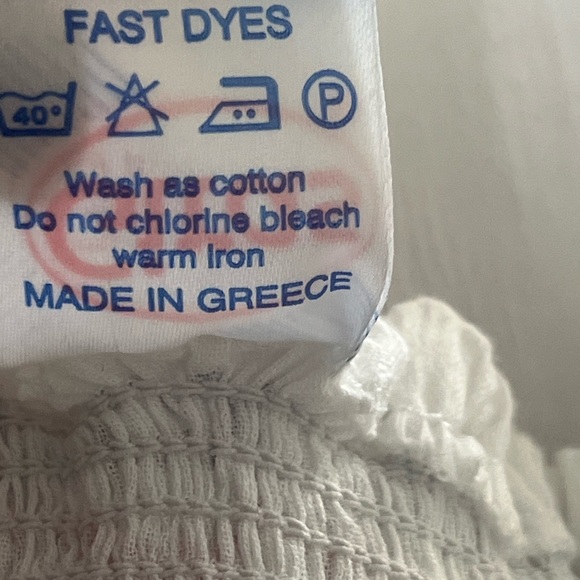 FAST DYES
40° P
Wash as cotton
Do not chlorine bleach
warm iron
MADE IN GREECE